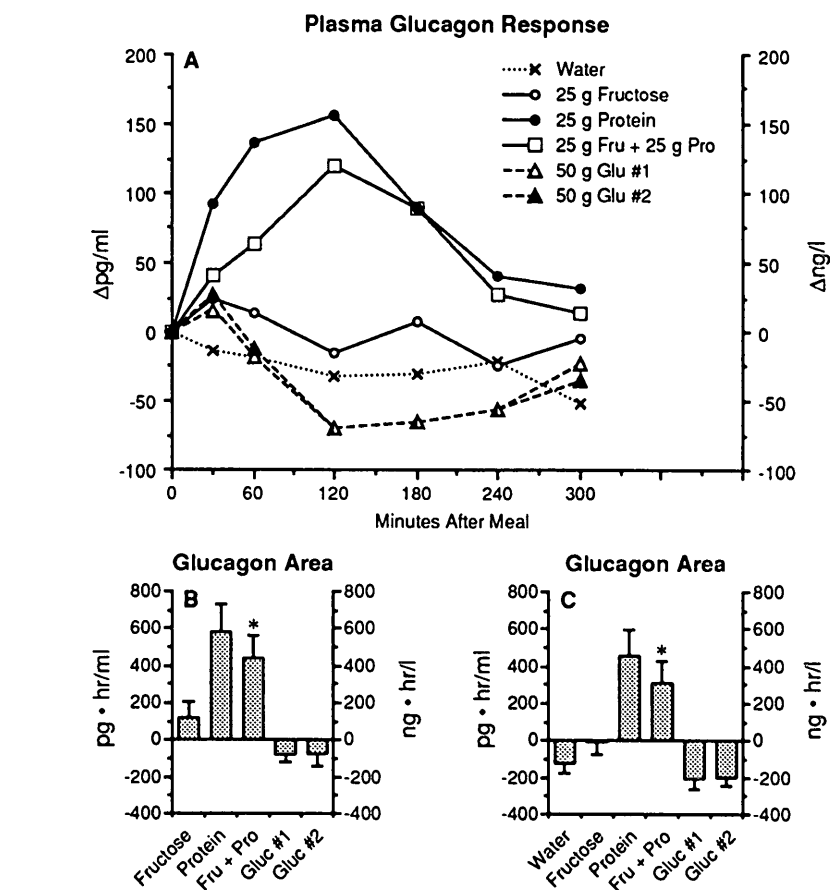 Plasma Glucagon Response
A
200
150
100
50
0
-50
-100
Δpg/ml
200
150
100
50
0
-50
-100
Δng/l
Water
25 g Fructose
25 g Protein
25 g Fru + 25 g Pro
50 g Glu #1
50 g Glu #2
0 60 120 180 240 300
Minutes After Meal
Glucagon Area
B
800
600
400
200
0
-200
-400
pg • hr/ml
*
800
600
400
200
0
-200
-400
ng • hr/l
Fructose
Protein
Fru + Pro
Gluc #1
Gluc #2
Glucagon Area
C
800
600
400
200
0
-200
-400
pg • hr/ml
*
800
600
400
200
0
-200
-400
ng • hr/l
Water
Fructose
Protein
Fru + Pro
Gluc #1
Gluc #2